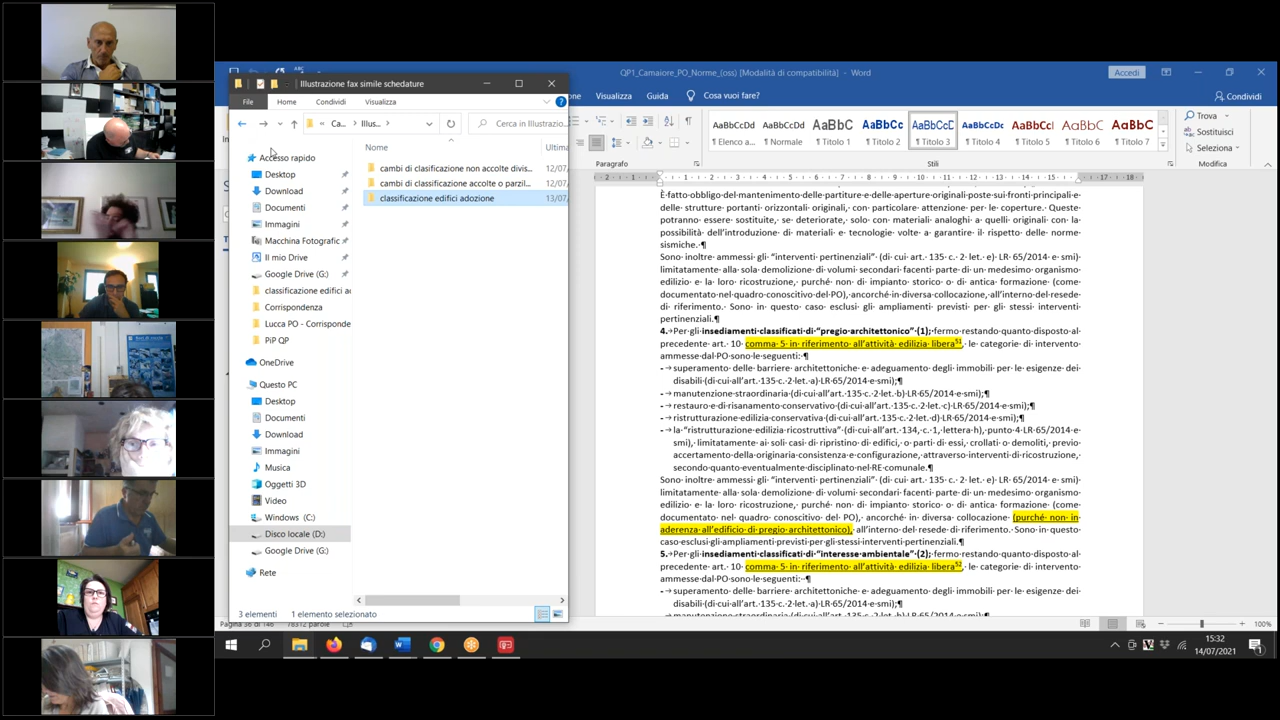 QP1_Camaiore_PO_Norme_(oss) [Modalità di compatibilità] - Word
Accedi
Illustrazione fax simile schedature
File Home Condividi Visualizza
Ca... Illus...
Cerca in Illustrazio...
Nome
Ultima
cambi di clasificazione non accolte divis... 12/07/
cambi di classificazione accolte o parzil... 12/07/
classificazione edifici adozione 13/07/
Accesso rapido
Desktop
Download
Documenti
Immagini
Macchina Fotografic
Il mio Drive
Google Drive (G:)
classificazione edifici ad
Corrispondenza
Lucca PO - Corrisponde
PiP QP
OneDrive
Questo PC
Desktop
Documenti
Download
Immagini
Musica
Oggetti 3D
Video
Windows (C:)
Disco locale (D:)
Google Drive (G:)
Rete
3 elementi 1 elemento selezionato
Visualizza Guida Cosa vuoi fare?
Condividi
AaBbCcDd AaBbCcDd AaBbC AaBbCc AaBbCcC AaBbCcDd AaBbCcI AaBbCc AaBbC
¶ Elenco a... ¶ Normale ¶ Titolo 1 ¶ Titolo 2 ¶ Titolo 3 ¶ Titolo 4 ¶ Titolo 5 ¶ Titolo 6 ¶ Titolo 7
Trova
Sostituisci
Seleziona
Paragrafo Stili Modifica
È·fatto·obbligo·del·mantenimento·delle·partiture·e·delle·aperture·originali·poste·sui·fronti·principali·e·
delle· strutture· portanti· orizzontali· originali,· con· particolare· attenzione· per· le· coperture.· Queste·
potranno· essere· sostituite,· se· deteriorate,· solo· con· materiali· analoghi· a· quelli· originali· con· la·
possibilità· dell'introduzione· di· materiali· e· tecnologie· volte· a· garantire· il· rispetto· delle· norme·
sismiche.·¶
Sono· inoltre· ammessi· gli· "interventi· pertinenziali"· (di· cui· art.· 135· c.· 2· let.· e)· LR· 65/2014· e· smi)·
limitatamente· alla· sola· demolizione· di· volumi· secondari· facenti· parte· di· un· medesimo· organismo·
edilizio· e· la· loro· ricostruzione,· purché· non· di· impianto· storico· o· di· antica· formazione· (come·
documentato·nel·quadro·conoscitivo·del·PO),·ancorché·in·diversa·collocazione,·all'interno·del·resede·
di· riferimento.· Sono· in· questo· caso· esclusi· gli· ampliamenti· previsti· per· gli· stessi· interventi·
pertinenziali.¶
4.→Per·gli·insediamenti·classificati·di·"pregio·architettonico"·(1);·fermo·restando·quanto·disposto·al·
precedente· art.· 10· comma· 5· in· riferimento· all'attività· edilizia· libera51,· le· categorie· di· intervento·
ammesse·dal·PO·sono·le·seguenti:·¶
-→superamento· delle· barriere· architettoniche· e· adeguamento· degli· immobili· per· le· esigenze· dei·
disabili·(di·cui·all'art.·135·c.·2·let.·a)·LR·65/2014·e·smi);¶
-→manutenzione·straordinaria·(di·cui·all'art.·135·c.·2·let.·b)·LR·65/2014·e·smi);¶
-→restauro·e·di·risanamento·conservativo·(di·cui·all'art.·135·c.·2·let.·c)·LR·65/2014·e·smi);¶
-→ristrutturazione·edilizia·conservativa·(di·cui·all'art.·135·c.·2·let.·d)·LR·65/2014·e·smi);¶
-→la·"ristrutturazione·edilizia·ricostruttiva"·(di·cui·all'art.·134,·c.·1,·lettera·h),·punto·4·LR·65/2014·e·
smi),· limitatamente· ai· soli· casi· di· ripristino· di· edifici,· o· parti· di· essi,· crollati· o· demoliti,· previo·
accertamento·della·originaria·consistenza·e·configurazione,·attraverso·interventi·di·ricostruzione,·
secondo·quanto·eventualmente·disciplinato·nel·RE·comunale.¶
Sono· inoltre· ammessi· gli· "interventi· pertinenziali"· (di· cui· art.· 135· c.· 2· let.· e)· LR· 65/2014· e· smi)·
limitatamente· alla· sola· demolizione· di· volumi· secondari· facenti· parte· di· un· medesimo· organismo·
edilizio· e· la· loro· ricostruzione,· purché· non· di· impianto· storico· o· di· antica· formazione· (come·
documentato· nel· quadro· conoscitivo· del· PO),· ancorché· in· diversa· collocazione· (purché· non· in·
aderenza·all'edificio·di·pregio·architettonico),·all'interno·del·resede·di·riferimento.·Sono·in·questo·
caso·esclusi·gli·ampliamenti·previsti·per·gli·stessi·interventi·pertinenziali.¶
5.→Per·gli·insediamenti·classificati·di·"interesse·ambientale"·(2);·fermo·restando·quanto·disposto·al·
precedente· art.· 10· comma· 5· in· riferimento· all'attività· edilizia· libera52,· le· categorie· di· intervento·
ammesse·dal·PO·sono·le·seguenti:··¶
-→superamento· delle· barriere· architettoniche· e· adeguamento· degli· immobili· per· le· esigenze· dei·
disabili·(di·cui·all'art.·135·c.·2·let.·a)·LR·65/2014·e·smi);¶
Pagina 36 di 146 78312 parole
100%
15:32
14/07/2021